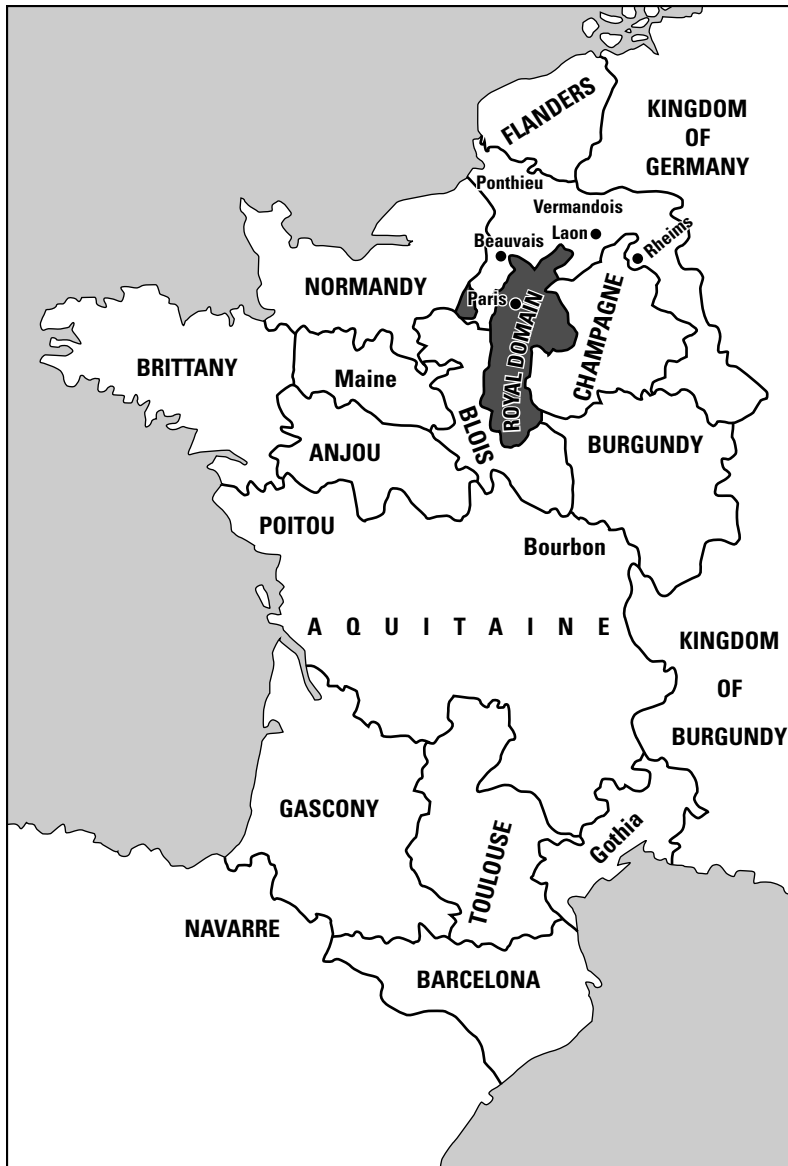 FLANDERS
KINGDOM
OF
GERMANY
Ponthieu
Vermandois
Laon
Beauvais
Rheims
NORMANDY
Paris
ROYAL DOMAIN
CHAMPAGNE
BRITTANY
Maine
BLOIS
ANJOU
BURGUNDY
POITOU
Bourbon
AQUITAINE
KINGDOM
OF
BURGUNDY
GASCONY
TOULOUSE
Gothia
NAVARRE
BARCELONA